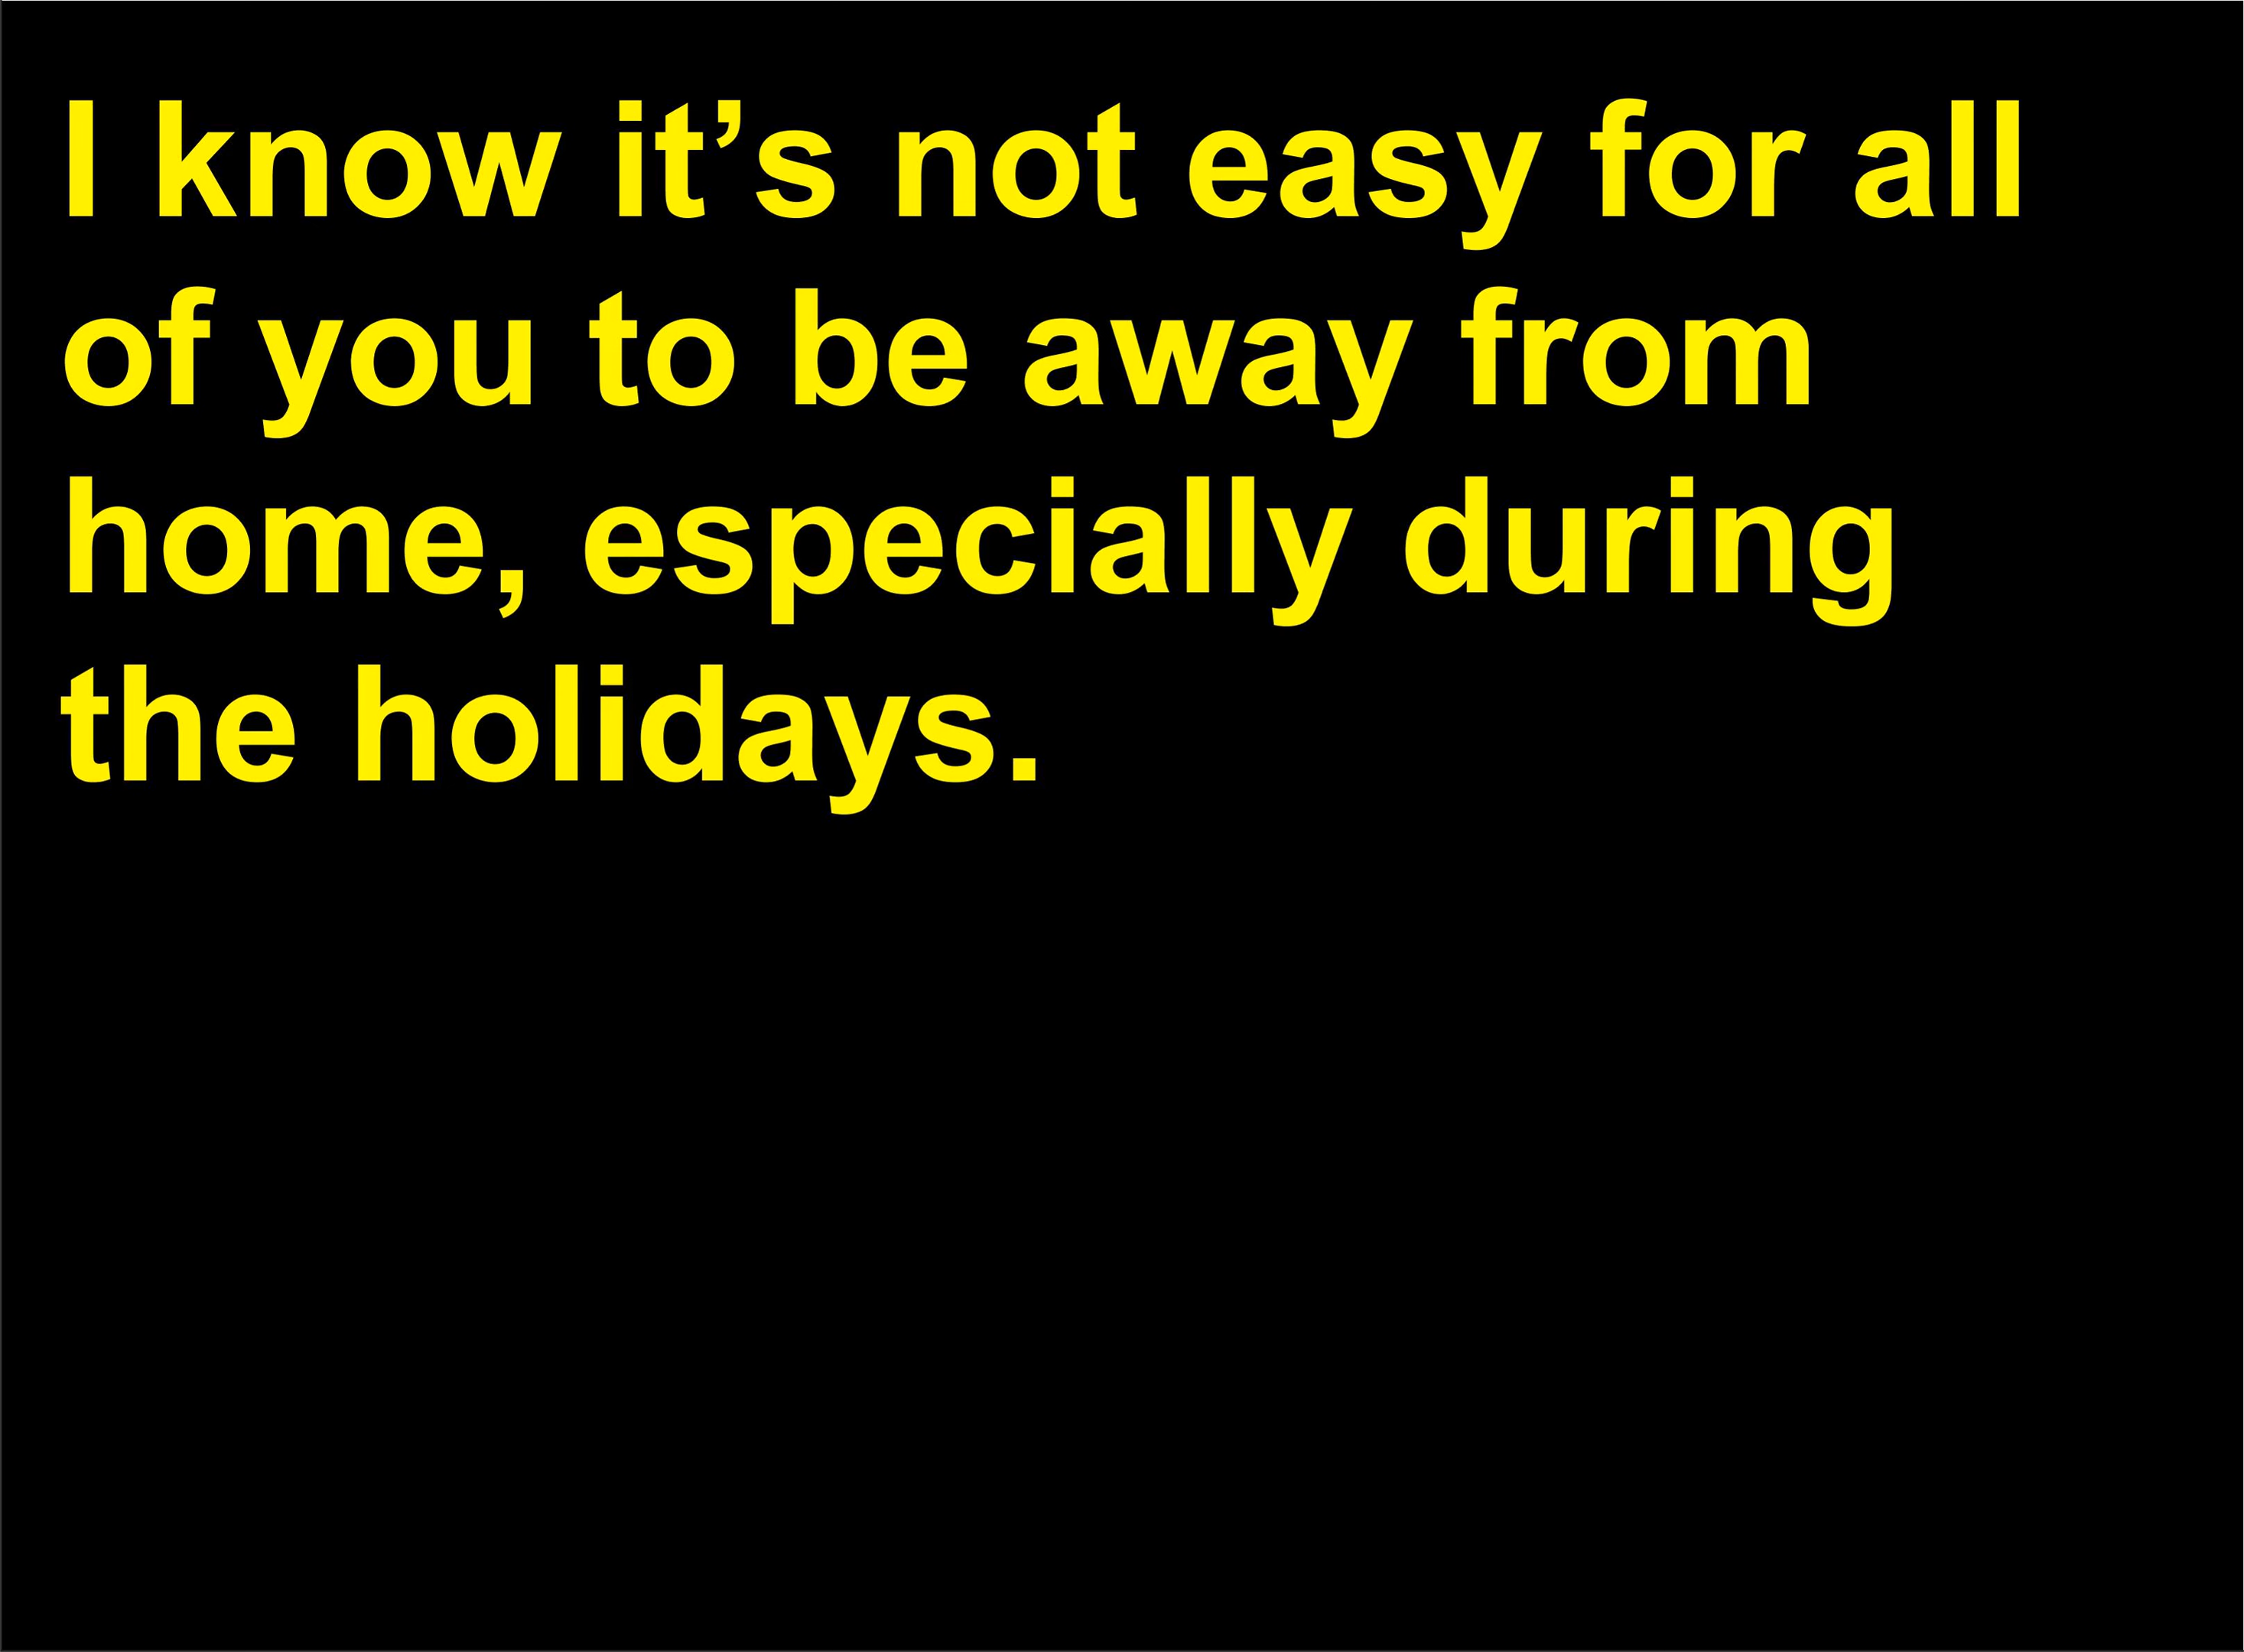 I know it’s not easy for all
of you to be away from
home, especially during
the holidays.